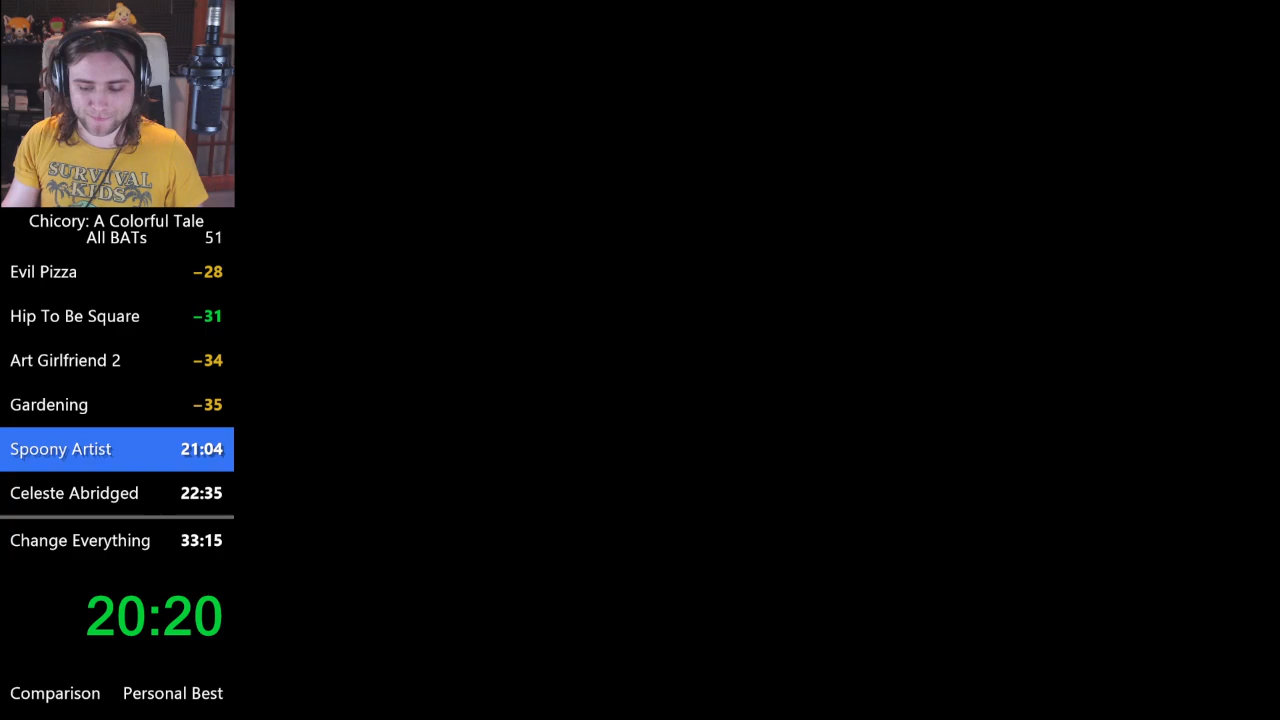 SURVIVAL
KIDS
Chicory: A Colorful Tale
All BATs 51
Evil Pizza −28
Hip To Be Square −31
Art Girlfriend 2 −34
Gardening −35
Spoony Artist 21:04
Celeste Abridged 22:35
Change Everything 33:15
20:20
Comparison Personal Best